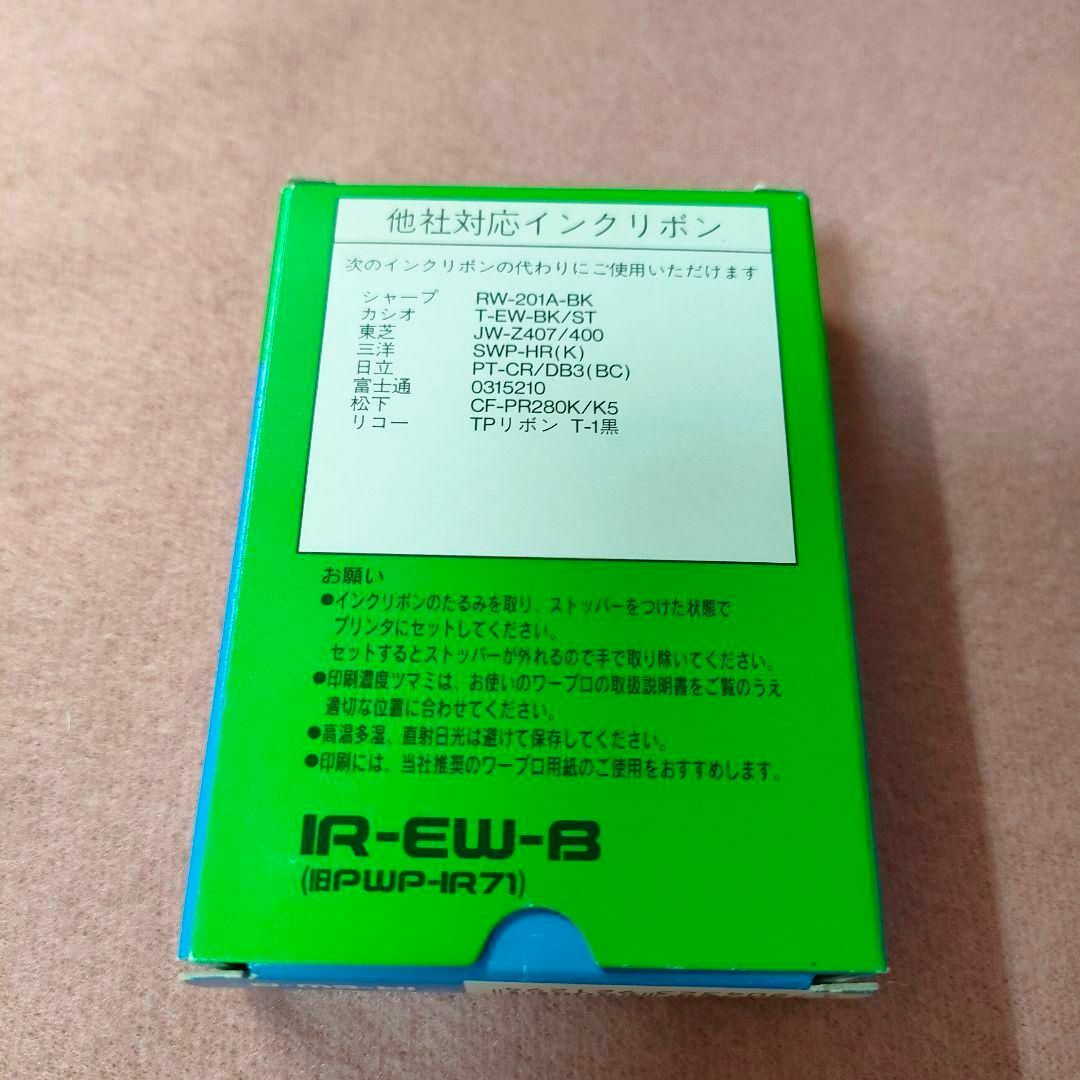 他社対応インクリボン
次のインクリボンの代わりにご使用いただけます
シャープ RW-201A-BK
カシオ T-EW-BK/ST
東芝 JW-Z407/400
三洋 SWP-HR(K)
日立 PT-CR/DB3(BC)
富士通 0315210
松下 CF-PR280K/K5
リコー TPリボン T-1黒
お願い
●インクリボンのたるみを取り、ストッパーをつけた状態で
プリンタにセットしてください。
セットするとストッパーが外れるので手で取り除いてください。
●印刷濃度ツマミは、お使いのワープロの取扱説明書をご覧のうえ
適切な位置に合わせてください。
●高温多湿、直射日光は避けて保存してください。
●印刷には、当社推奨のワープロ用紙のご使用をおすすめします。
IR-EW-B
(旧PWP-IR71)